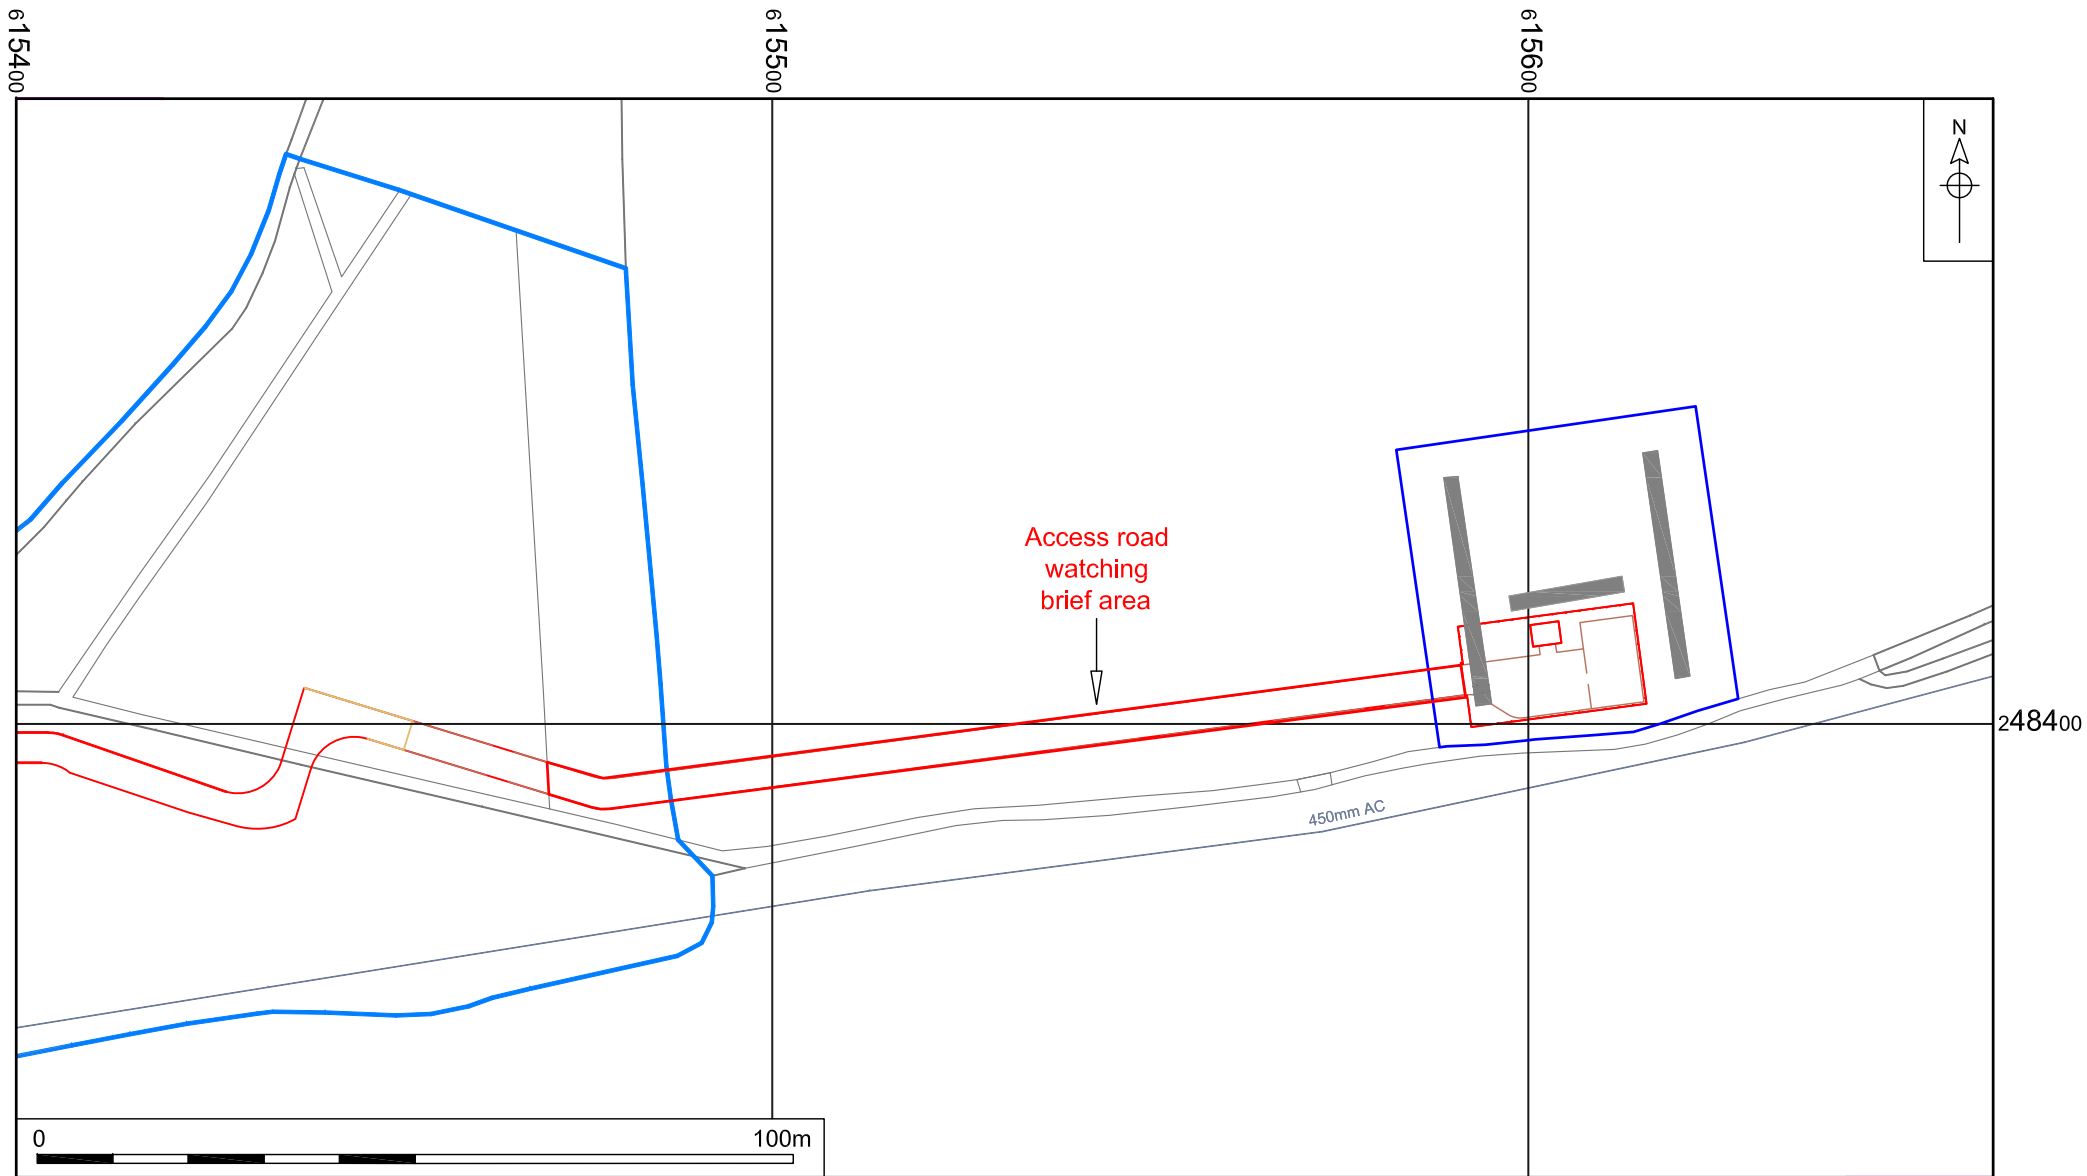 615400
615500
615600
N
Access road
watching
brief area
248400
450mm AC
0
100m